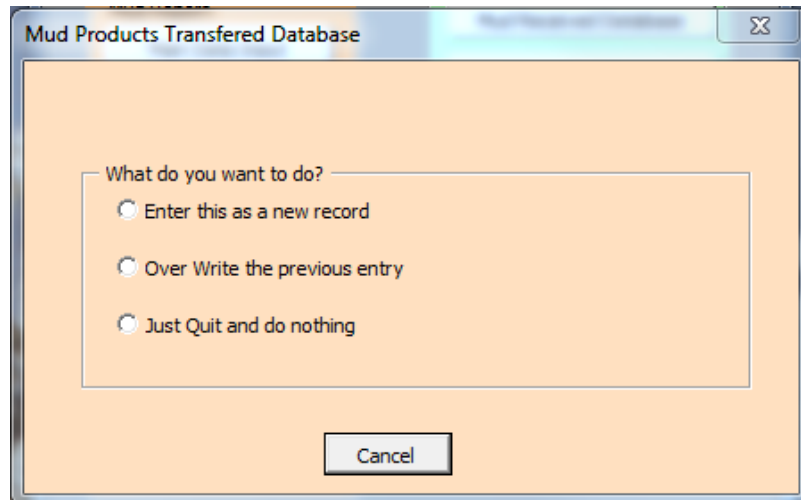 Mud Products Transfered Database
What do you want to do?
Enter this as a new record
Over Write the previous entry
Just Quit and do nothing
Cancel